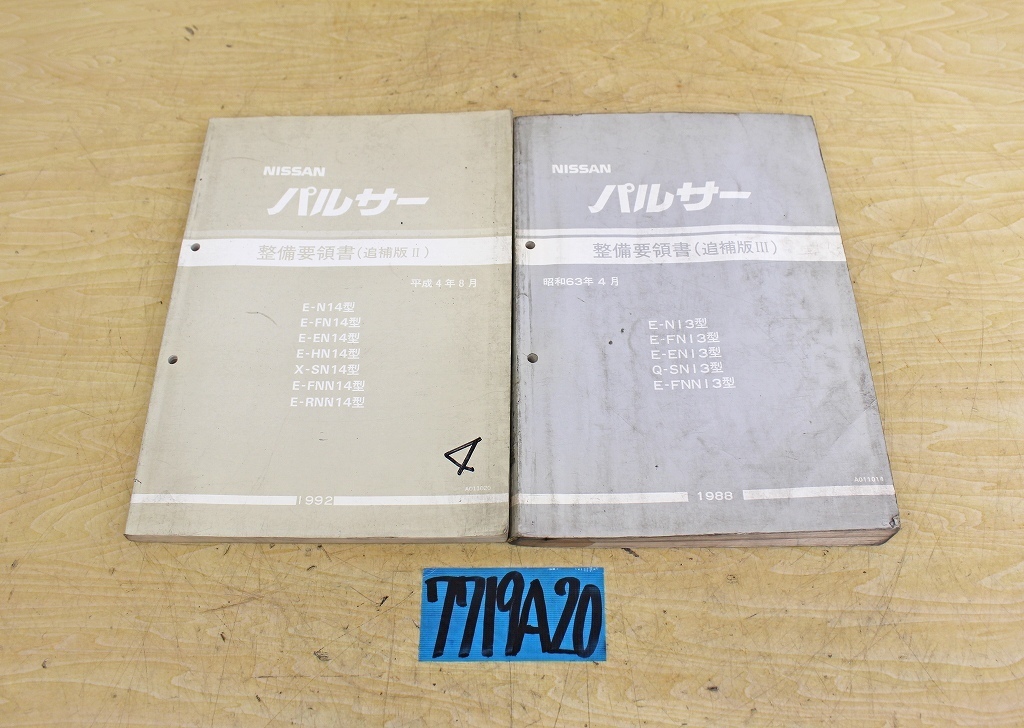 NISSAN
パルサー
整備要領書(追補版II)
平成4年8月
E-N14型
E-FN14型
E-EN14型
E-HN14型
X-SN14型
E-FNN14型
E-RNN14型
4
1992
NISSAN
パルサー
整備要領書(追補版III)
昭和63年4月
E-N13型
E-FN13型
E-EN13型
Q-SN13型
E-FNN13型
A011018
1988
7719A20